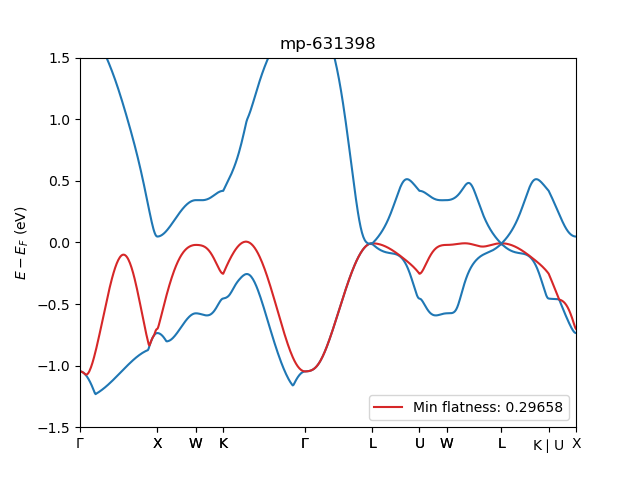 mp-631398
E − E_F (eV)
1.5
1.0
0.5
0.0
−0.5
−1.0
−1.5
Min flatness: 0.29658
Γ X W K Γ L U W L K | U X